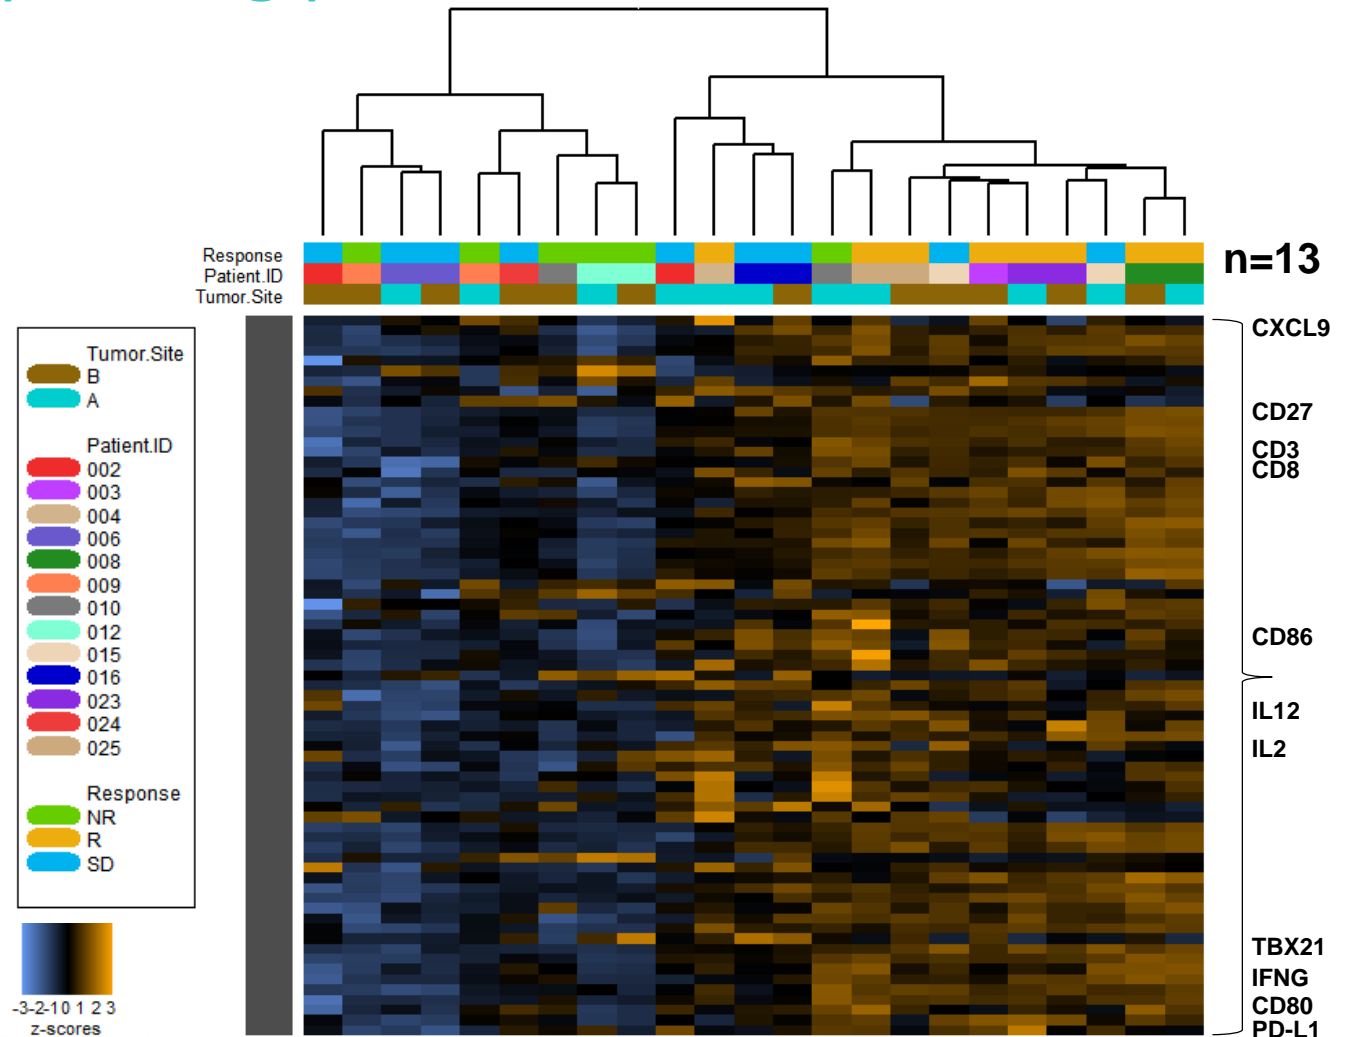 Response
Patient.ID
Tumor.Site
n=13
Tumor.Site
B
A
Patient.ID
002
003
004
006
008
009
010
012
015
016
023
024
025
Response
NR
R
SD
-3-2-1 0 1 2 3
z-scores
CXCL9
CD27
CD3
CD8
CD86
IL12
IL2
TBX21
IFNG
CD80
PD-L1